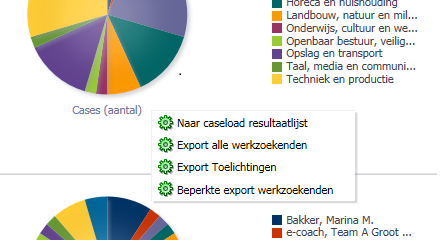 Horeca en huishouding
Landbouw, natuur en mil...
Onderwijs, cultuur en we...
Openbaar bestuur, veilig...
Opslag en transport
Taal, media en communi...
Techniek en productie
Cases (aantal)
Naar caseload resultaatlijst
Export alle werkzoekenden
Export Toelichtingen
Beperkte export werkzoekenden
Bakker, Marina M.
e-coach, Team A Groot ...